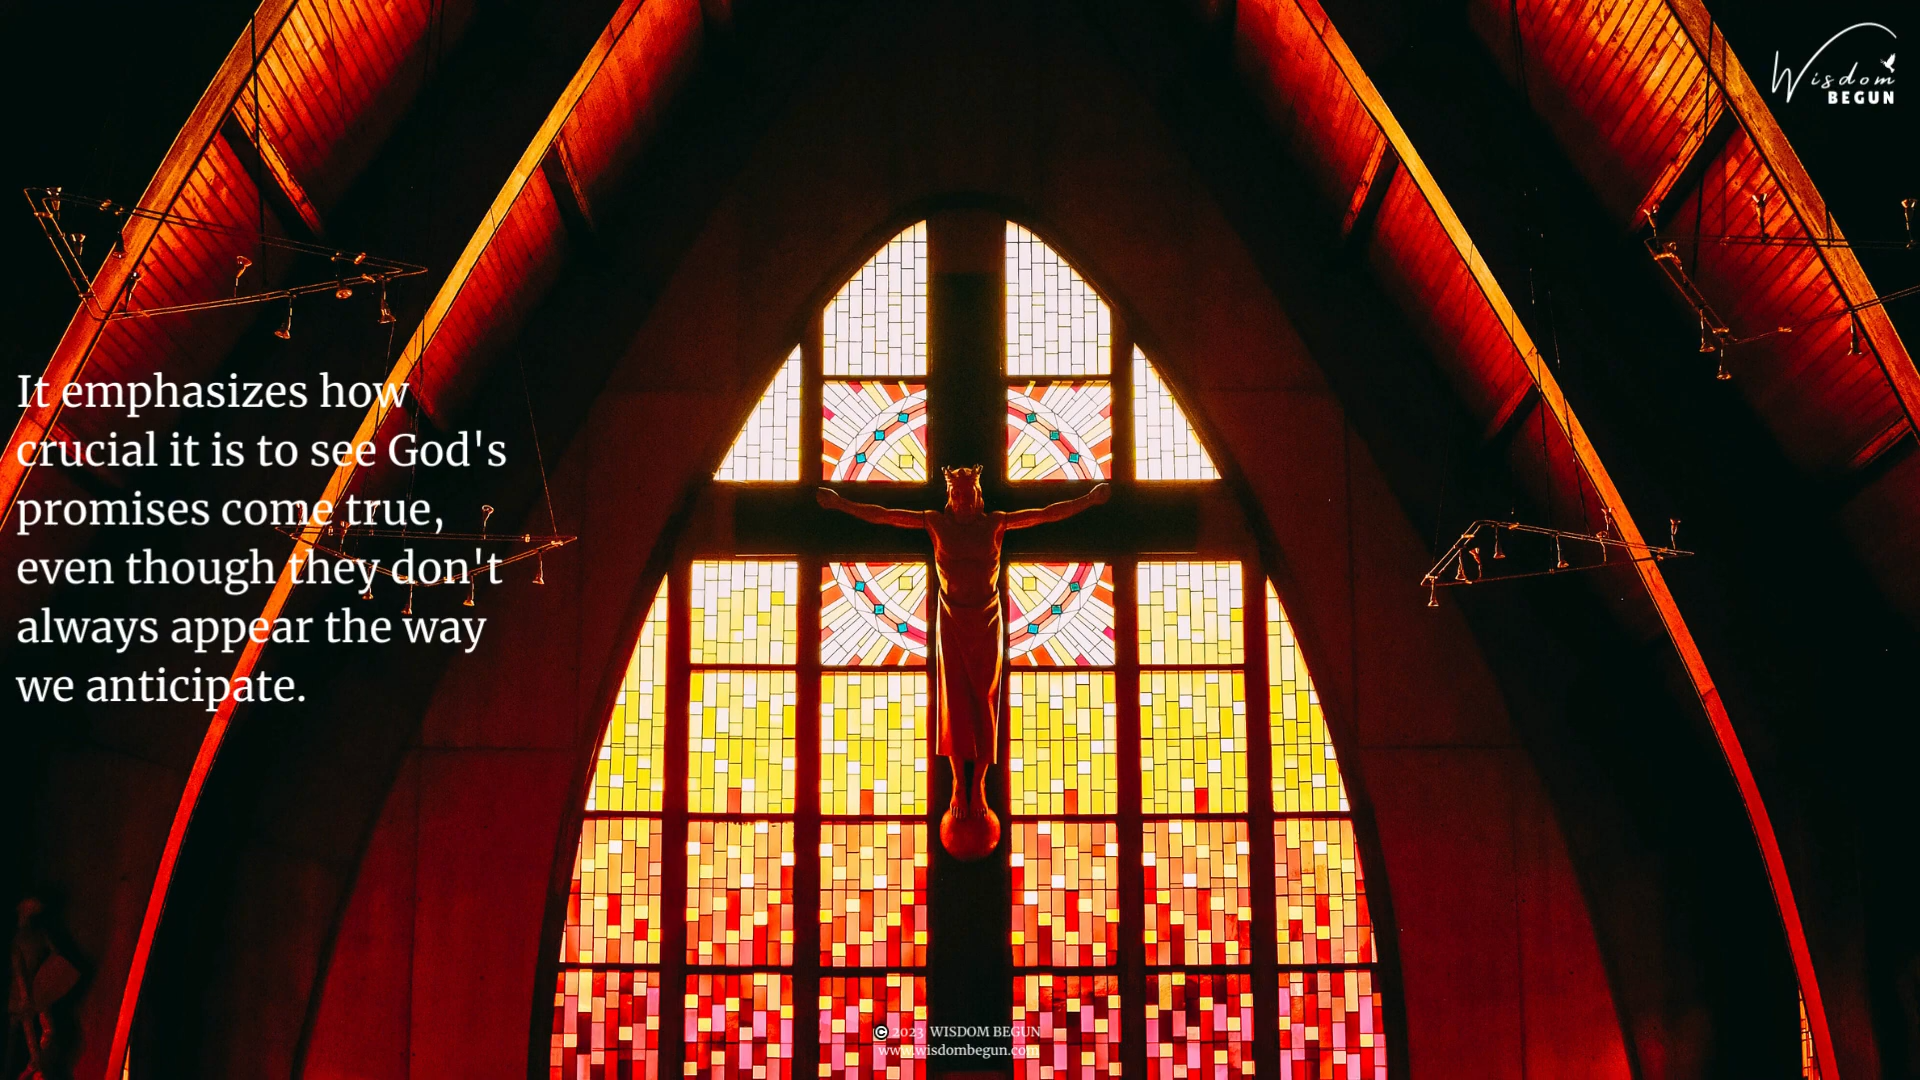 Wisdom
BEGUN
It emphasizes how
crucial it is to see God's
promises come true,
even though they don't
always appear the way
we anticipate.
© 2023 WISDOM BEGUN
www.wisdombegun.com